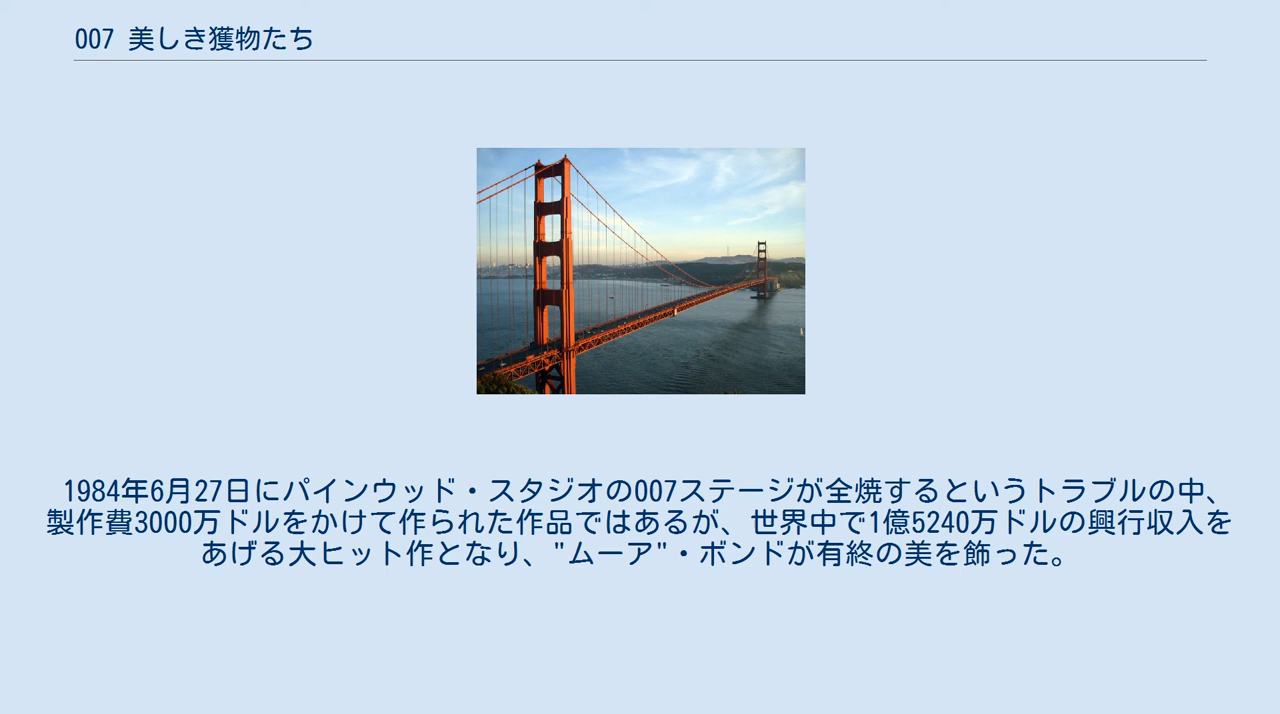 007 美しき獲物たち
1984年6月27日にパインウッド・スタジオの007ステージが全焼するというトラブルの中、
製作費3000万ドルをかけて作られた作品ではあるが、世界中で1億5240万ドルの興行収入を
あげる大ヒット作となり、"ムーア"・ボンドが有終の美を飾った。